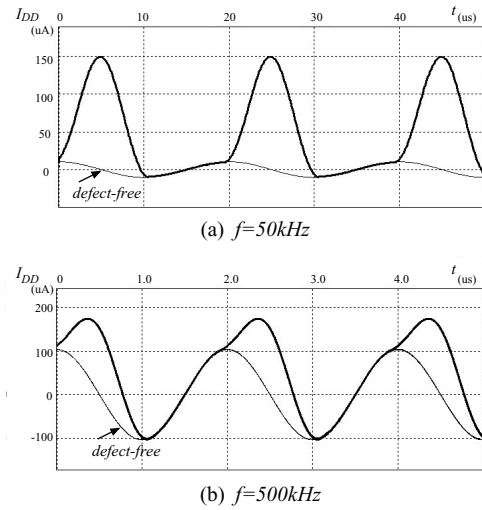 I_DD (uA) 0 10 20 30 40 t (us)
150
100
50
0
defect-free
(a) f=50kHz
I_DD (uA) 0 1.0 2.0 3.0 4.0 t (us)
200
100
0
-100
defect-free
(b) f=500kHz